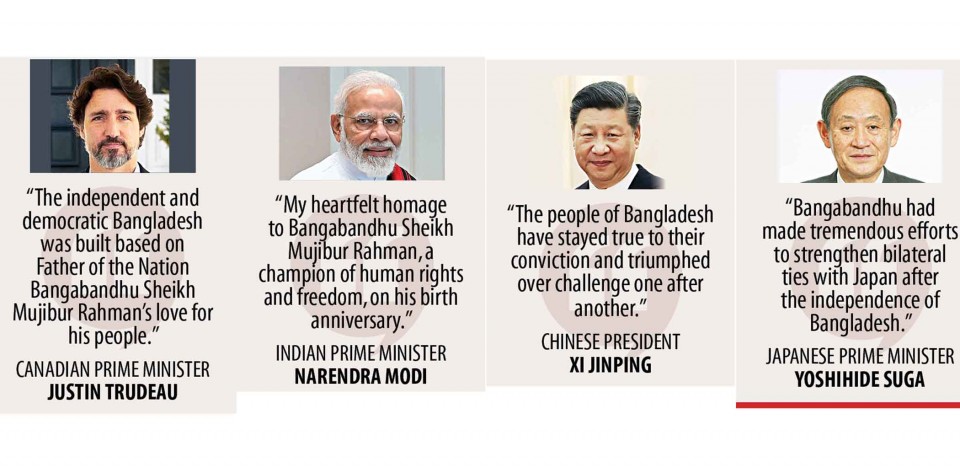 “The independent and
democratic Bangladesh
was built based on
Father of the Nation
Bangabandhu Sheikh
Mujibur Rahman’s love for
his people.”
CANADIAN PRIME MINISTER
JUSTIN TRUDEAU
“My heartfelt homage
to Bangabandhu Sheikh
Mujibur Rahman, a
champion of human rights
and freedom, on his birth
anniversary.”
INDIAN PRIME MINISTER
NARENDRA MODI
“The people of Bangladesh
have stayed true to their
conviction and triumphed
over challenge one after
another.”
CHINESE PRESIDENT
XI JINPING
“Bangabandhu had
made tremendous efforts
to strengthen bilateral
ties with Japan after
the independence of
Bangladesh.”
JAPANESE PRIME MINISTER
YOSHIHIDE SUGA